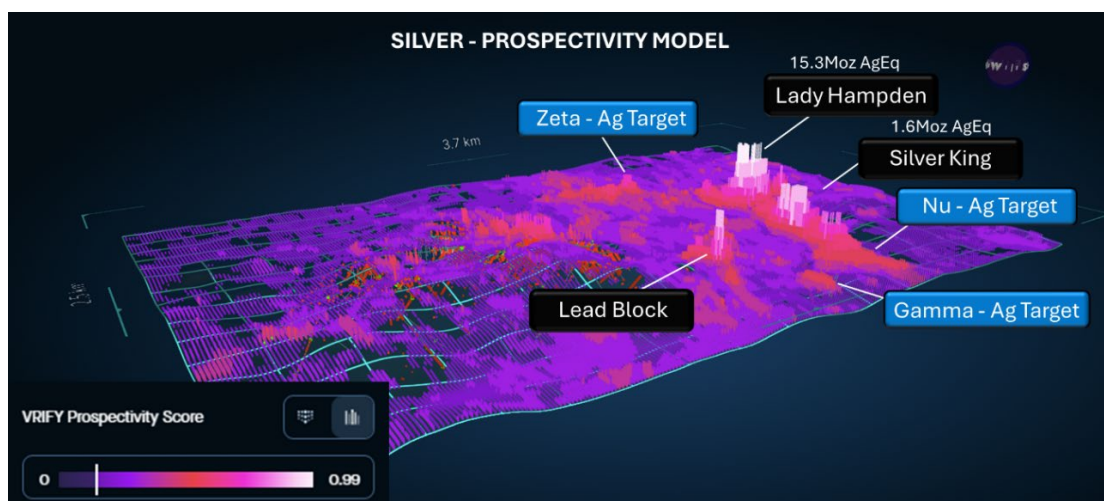 SILVER - PROSPECTIVITY MODEL
15.3Moz AgEq
Lady Hampden
Zeta - Ag Target
3.7 km
1.6Moz AgEq
Silver King
Nu - Ag Target
Lead Block
Gamma - Ag Target
VRIFY Prospectivity Score
0
0.99